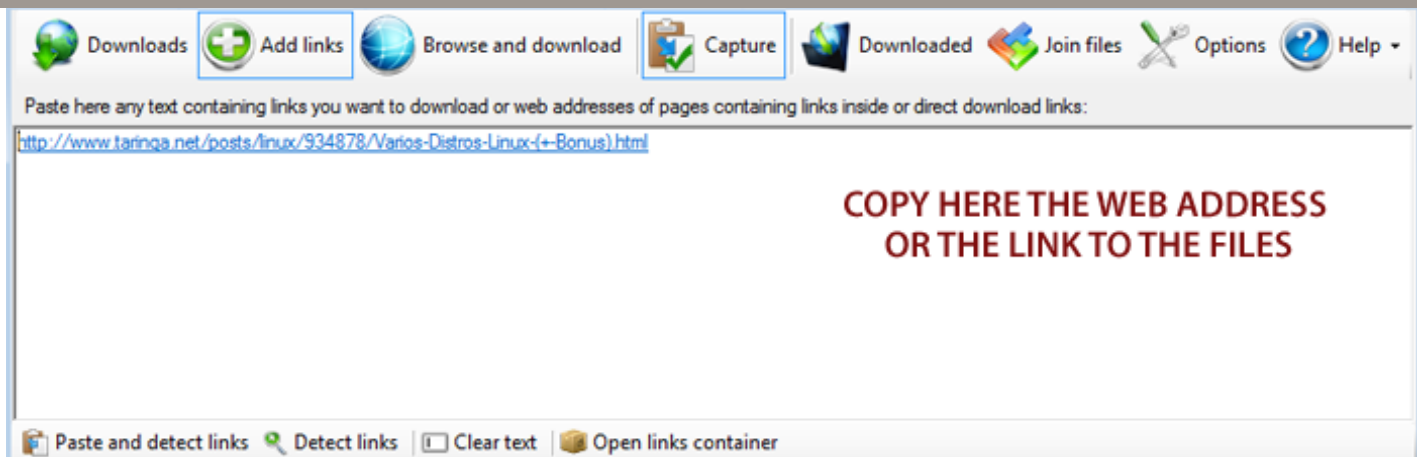 Downloads Add links Browse and download Capture Downloaded Join files Options Help
Paste here any text containing links you want to download or web addresses of pages containing links inside or direct download links:
http://www.taringa.net/posts/linux/934878/Varios-Distros-Linux-(+-Bonus).html
COPY HERE THE WEB ADDRESS
OR THE LINK TO THE FILES
Paste and detect links Detect links Clear text Open links container